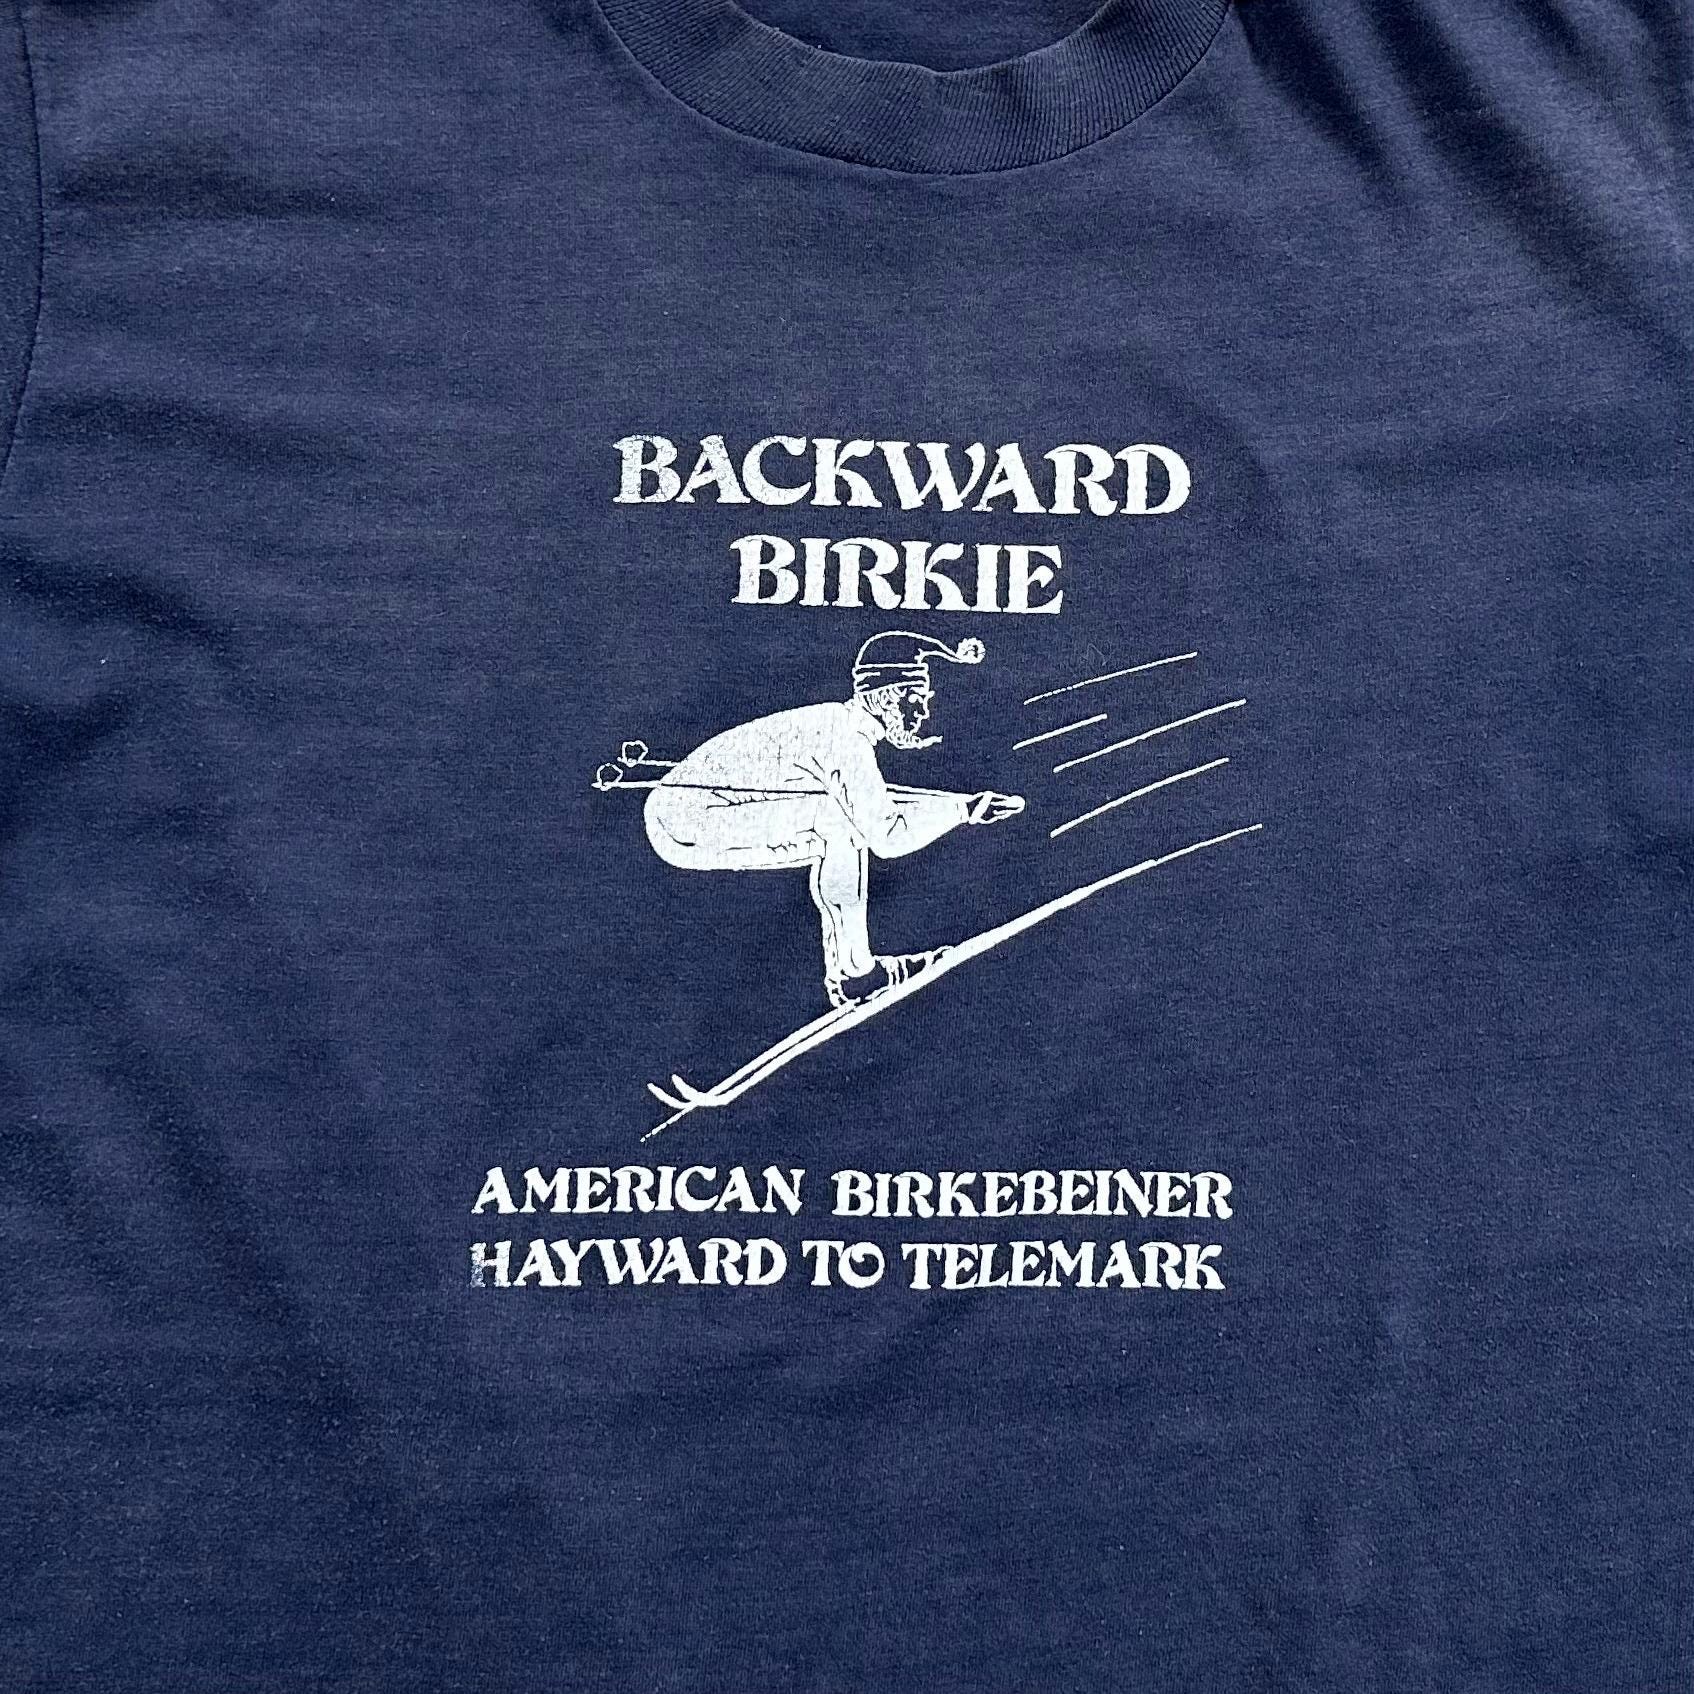 BACKWARD
BIRKIE
AMERICAN BIRKEBEINER
HAYWARD TO TELEMARK